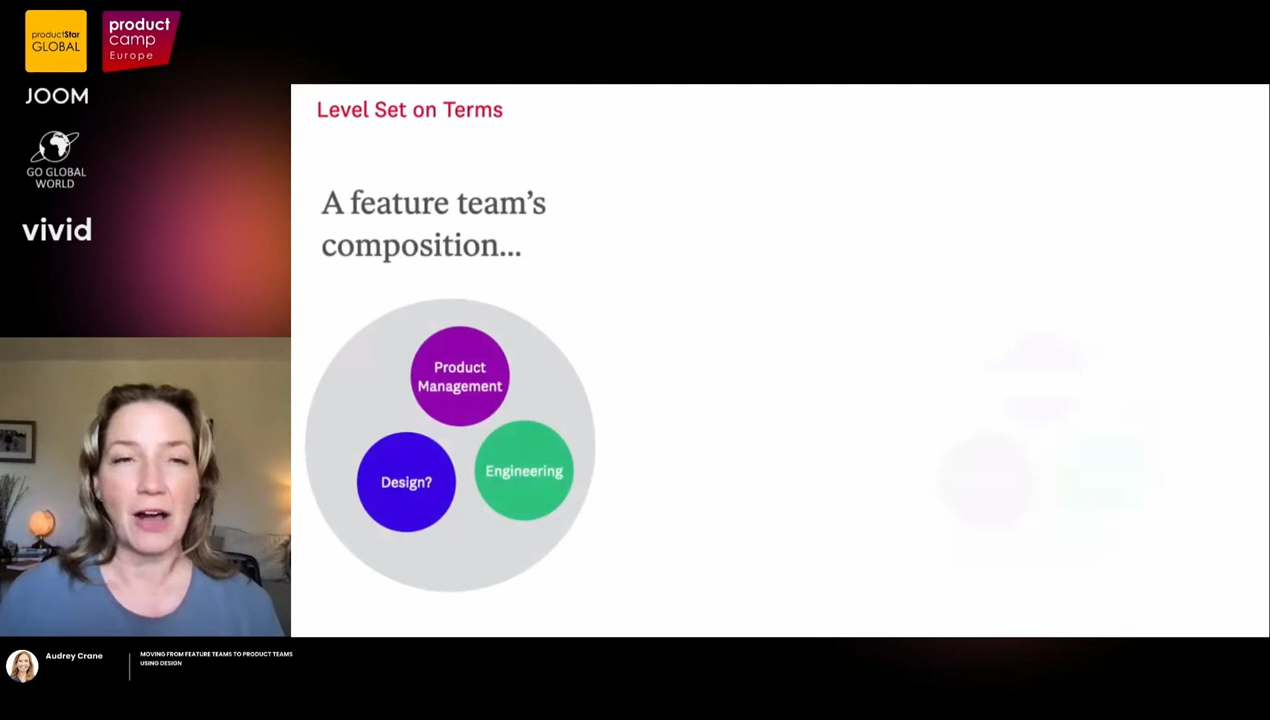 productStar
GLOBAL
product
camp
Europe
JOOM
GO GLOBAL
WORLD
vivid
Level Set on Terms
A feature team’s
composition...
Product
Management
Design?
Engineering
Audrey Crane
MOVING FROM FEATURE TEAMS TO PRODUCT TEAMS
USING DESIGN